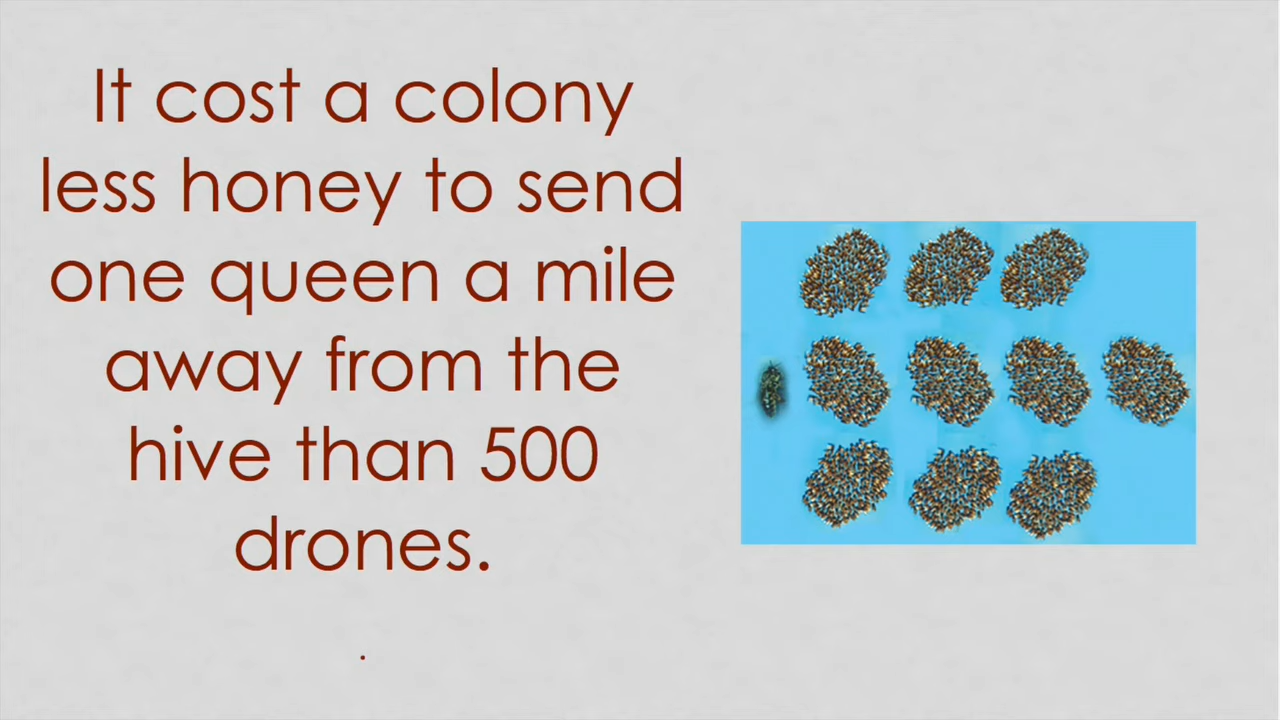 It cost a colony
less honey to send
one queen a mile
away from the
hive than 500
drones.
.